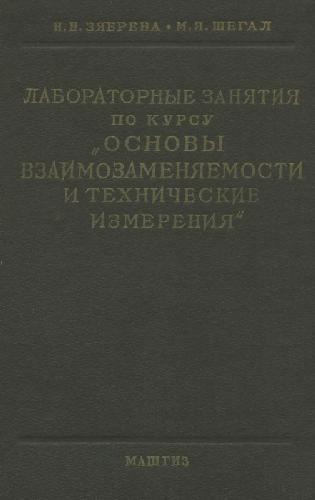 Н.Н. ЗЯБРЕВА • М.Я. ШЕГАЛ
ЛАБОРАТОРНЫЕ ЗАНЯТИЯ
ПО КУРСУ
„ОСНОВЫ
ВЗАИМОЗАМЕНЯЕМОСТИ
И ТЕХНИЧЕСКИЕ
ИЗМЕРЕНИЯ“
МАШГИЗ